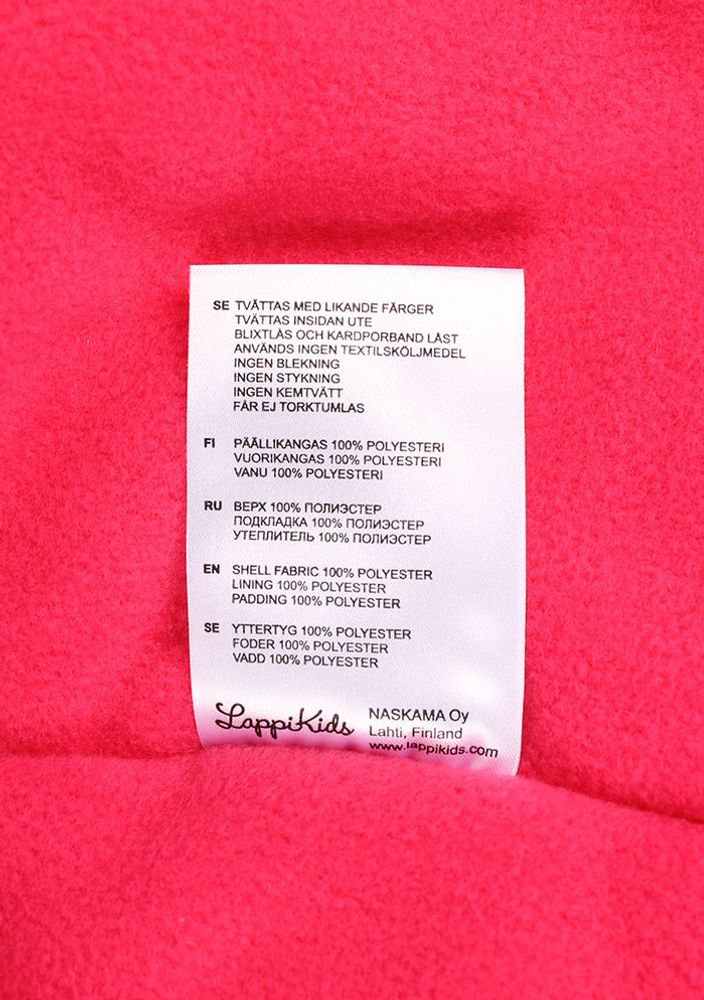 SE TVÄTTAS MED LIKANDE FÄRGER
TVÄTTAS INSIDAN UTE
BLIXTLÅS OCH KARDPORBAND LÅST
ANVÄNDS INGEN TEXTILSKÖLJMEDEL
INGEN BLEKNING
INGEN STYKNING
INGEN KEMTVÄTT
FÅR EJ TORKTUMLAS
FI PÄÄLLIKANGAS 100% POLYESTERI
VUORIKANGAS 100% POLYESTERI
VANU 100% POLYESTERI
RU ВЕРХ 100% ПОЛИЭСТЕР
ПОДКЛАДКА 100% ПОЛИЭСТЕР
УТЕПЛИТЕЛЬ 100% ПОЛИЭСТЕР
EN SHELL FABRIC 100% POLYESTER
LINING 100% POLYESTER
PADDING 100% POLYESTER
SE YTTERTYG 100% POLYESTER
FODER 100% POLYESTER
VADD 100% POLYESTER
LappiKids
NASKAMA Oy
Lahti, Finland
www.lappikids.com